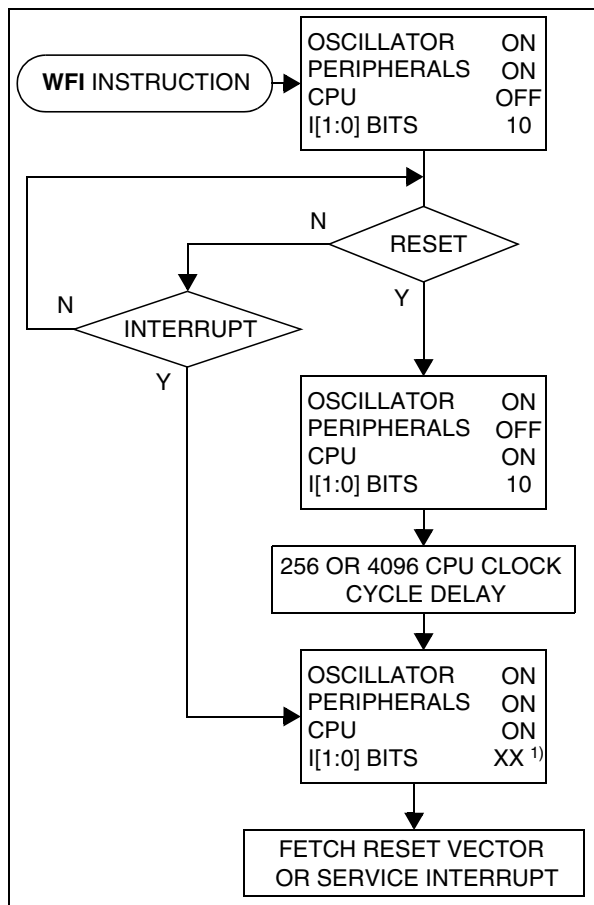 WFI INSTRUCTION
OSCILLATOR ON
PERIPHERALS ON
CPU OFF
I[1:0] BITS 10
RESET
N
Y
INTERRUPT
N
Y
OSCILLATOR ON
PERIPHERALS OFF
CPU ON
I[1:0] BITS 10
256 OR 4096 CPU CLOCK
CYCLE DELAY
OSCILLATOR ON
PERIPHERALS ON
CPU ON
I[1:0] BITS XX 1)
FETCH RESET VECTOR
OR SERVICE INTERRUPT